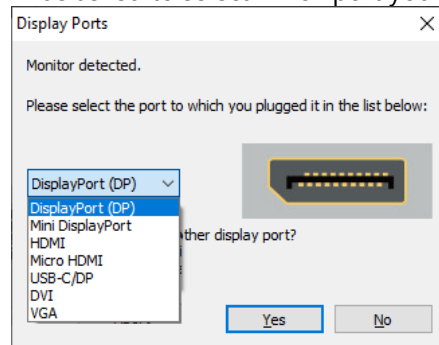 Display Ports
Monitor detected.
Please select the port to which you plugged it in the list below:
DisplayPort (DP)
DisplayPort (DP)
Mini DisplayPort
HDMI
Micro HDMI
USB-C/DP
DVI
VGA
ther display port?
Yes
No